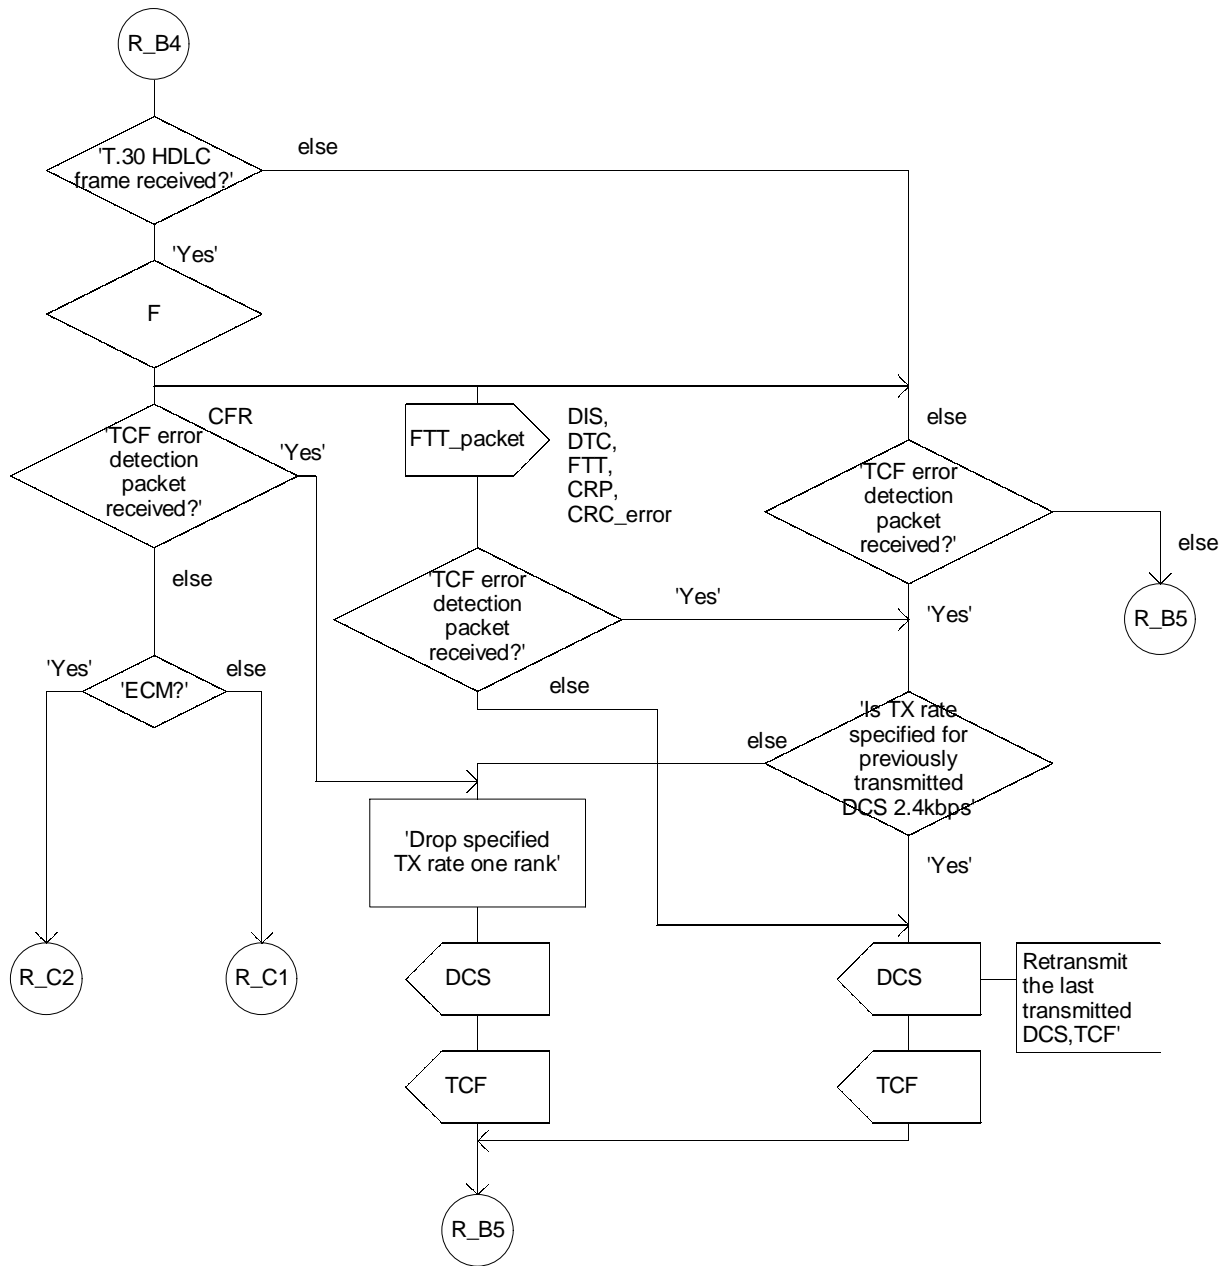 R_B4
'T.30 HDLC
frame received?'
else
'Yes'
F
CFR
'TCF error
detection
packet
received?'
'Yes'
FTT_packet
DIS,
DTC,
FTT,
CRP,
CRC_error
else
'TCF error
detection
packet
received?'
else
R_B5
else
'TCF error
detection
packet
received?'
'Yes'
'Yes'
else
'Yes'
'ECM?'
else
else
'Is TX rate
specified for
previously
transmitted
DCS 2.4kbps'
'Drop specified
TX rate one rank'
'Yes'
R_C2
R_C1
DCS
DCS
Retransmit
the last
transmitted
DCS,TCF'
TCF
TCF
R_B5